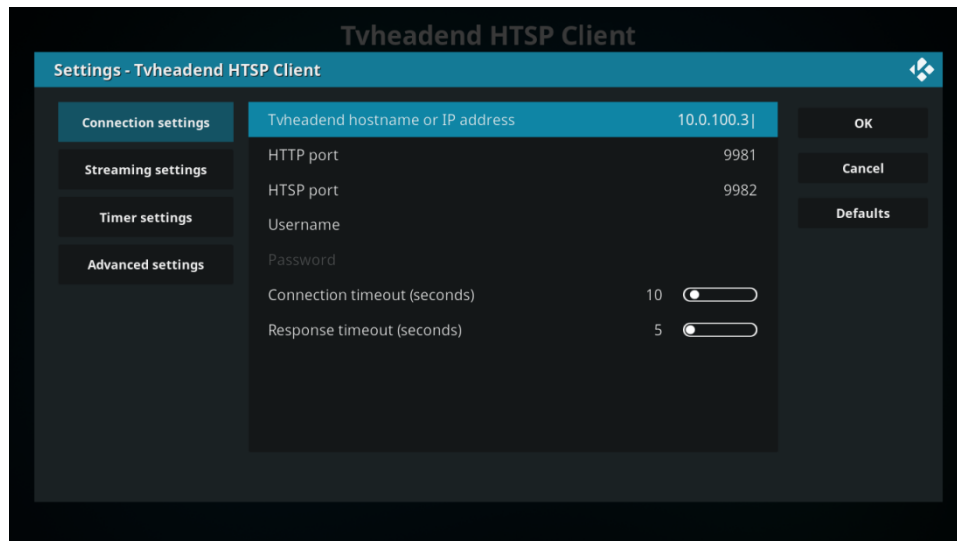 Tvheadend HTSP Client
Settings - Tvheadend HTSP Client
Connection settings
Streaming settings
Timer settings
Advanced settings
Tvheadend hostname or IP address 10.0.100.3|
HTTP port 9981
HTSP port 9982
Username
Password
Connection timeout (seconds) 10
Response timeout (seconds) 5
OK
Cancel
Defaults